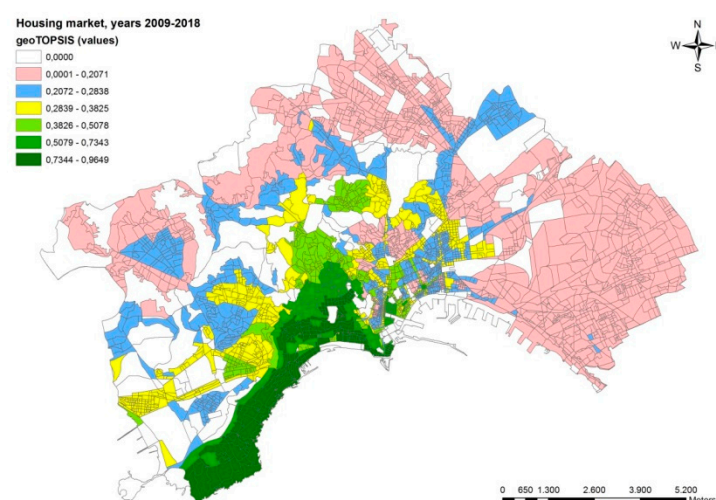 Housing market, years 2009-2018
geoTOPSIS (values)
0,0000
0,0001 - 0,2071
0,2072 - 0,2838
0,2839 - 0,3825
0,3826 - 0,5078
0,5079 - 0,7343
0,7344 - 0,9649
N
W
S
0 650 1.300 2.600 3.900 5.200
Meters